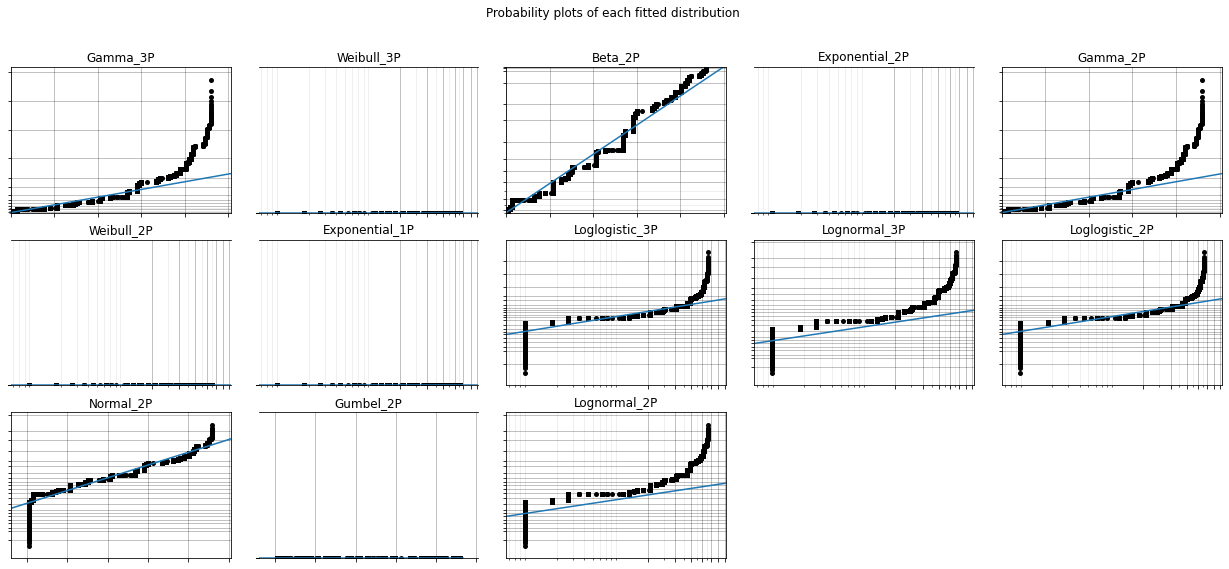 Probability plots of each fitted distribution
Gamma_3P
Weibull_3P
Beta_2P
Exponential_2P
Gamma_2P
Weibull_2P
Exponential_1P
Loglogistic_3P
Lognormal_3P
Loglogistic_2P
Normal_2P
Gumbel_2P
Lognormal_2P